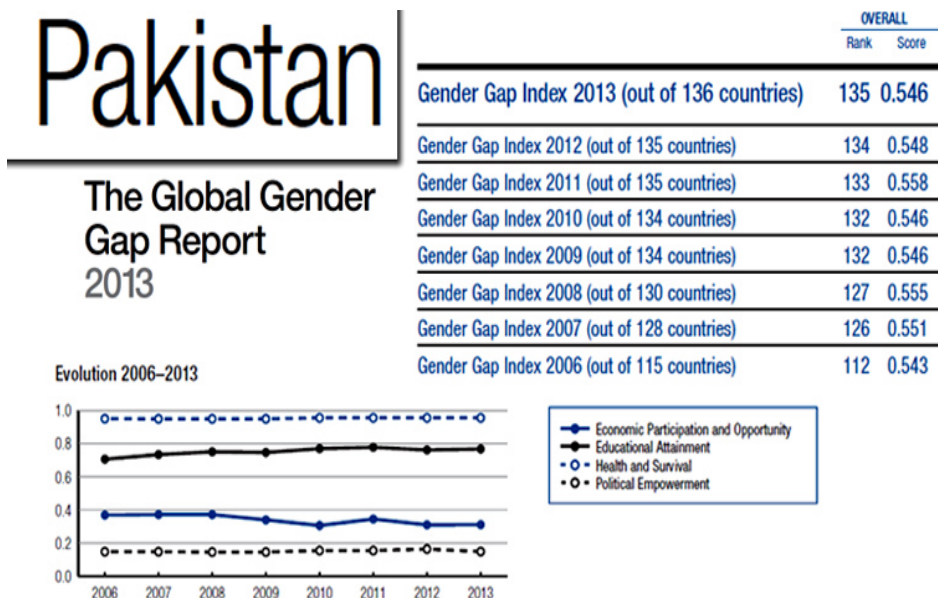 Pakistan
The Global Gender
Gap Report
2013
OVERALL
Rank Score
Gender Gap Index 2013 (out of 136 countries) 135 0.546
Gender Gap Index 2012 (out of 135 countries) 134 0.548
Gender Gap Index 2011 (out of 135 countries) 133 0.558
Gender Gap Index 2010 (out of 134 countries) 132 0.546
Gender Gap Index 2009 (out of 134 countries) 132 0.546
Gender Gap Index 2008 (out of 130 countries) 127 0.555
Gender Gap Index 2007 (out of 128 countries) 126 0.551
Gender Gap Index 2006 (out of 115 countries) 112 0.543
Evolution 2006–2013
1.0
0.8
0.6
0.4
0.2
0.0
2006 2007 2008 2009 2010 2011 2012 2013
Economic Participation and Opportunity
Educational Attainment
Health and Survival
Political Empowerment